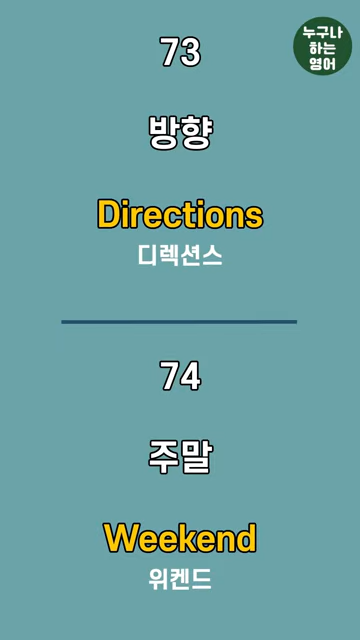 73
누구나
하는
영어
방향
Directions
디렉션스
74
주말
Weekend
위켄드